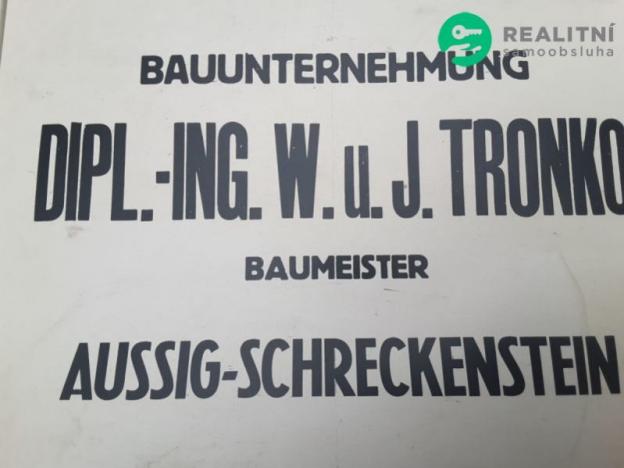 REALITNÍ
samoobsluha
BAUUNTERNEHMUNG
DIPL.-ING. W. u. J. TRONKO
BAUMEISTER
AUSSIG-SCHRECKENSTEIN